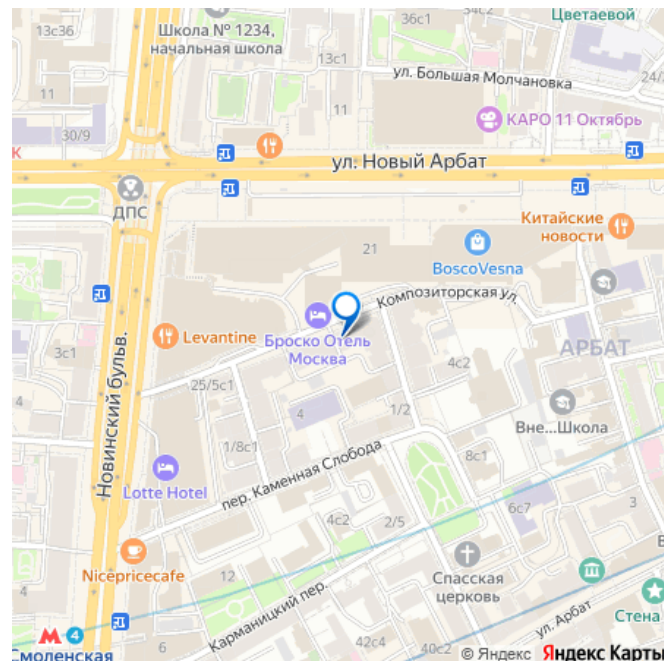 13с36
Школа № 1234,
начальная школа
36с1
34с1
Цветаевой
13с1
24/
ул. Большая Молчановка
11
11
30/9
К
КАРО 11 Октябрь
ул. Новый Арбат
ДПС
Китайские
новости
21
BoscoVesna
Композиторская ул.
Levantine
Броско Отель
Москва
АРБАТ
3с1
4с2
25/5с1
Новинский бульв.
4
1/2
Вне...Школа
1/8с1
8с1
пер. Каменная Слобода
Lotte Hotel
6с7
3
4с2
2/5
Nicepricecafe
12
Спасская
церковь
Карманицкий пер.
ул. Арбат
Стена
4
Смоленская
6
42с4
40с2
© Яндекс Яндекс Карты